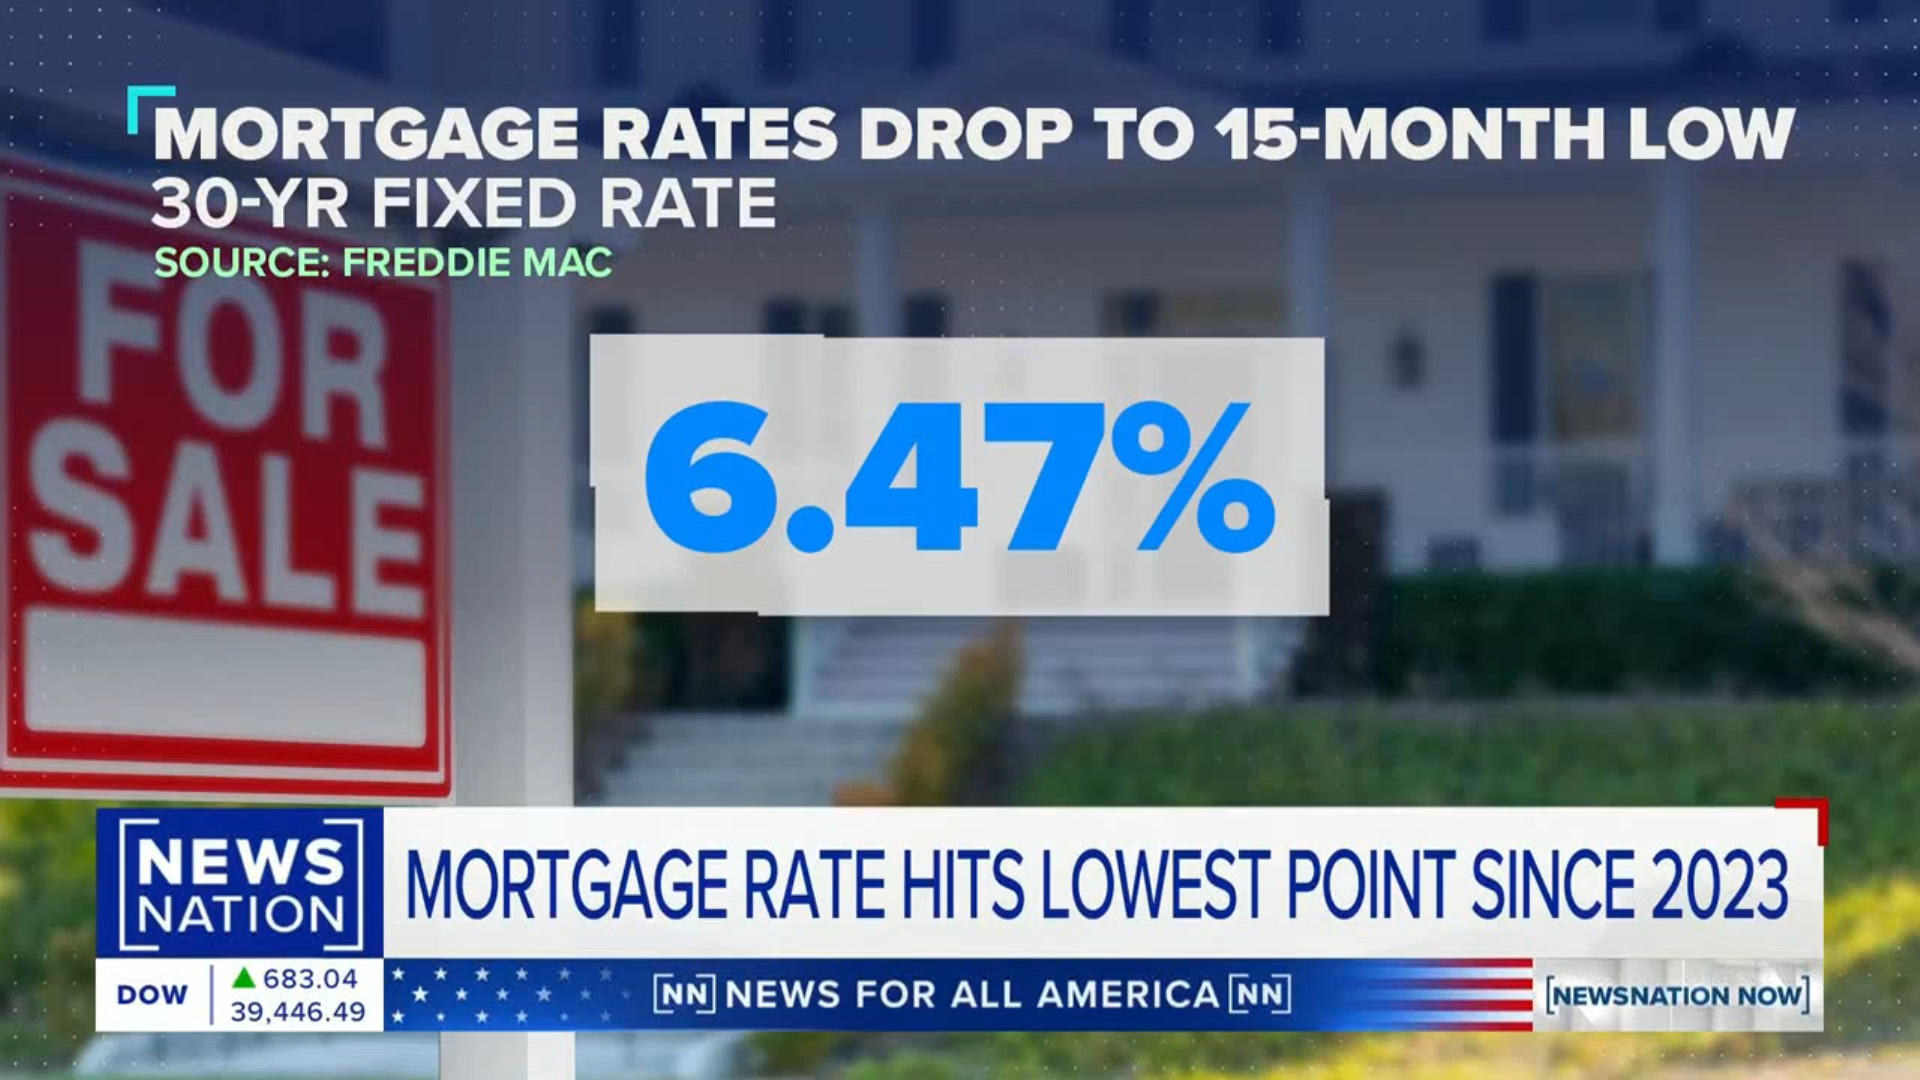 MORTGAGE RATES DROP TO 15-MONTH LOW
30-YR FIXED RATE
SOURCE: FREDDIE MAC
FOR
SALE
6.47%
NEWS
NATION
MORTGAGE RATE HITS LOWEST POINT SINCE 2023
DOW
683.04
39,446.49
[NN] NEWS FOR ALL AMERICA [NN]
[NEWSNATION NOW]